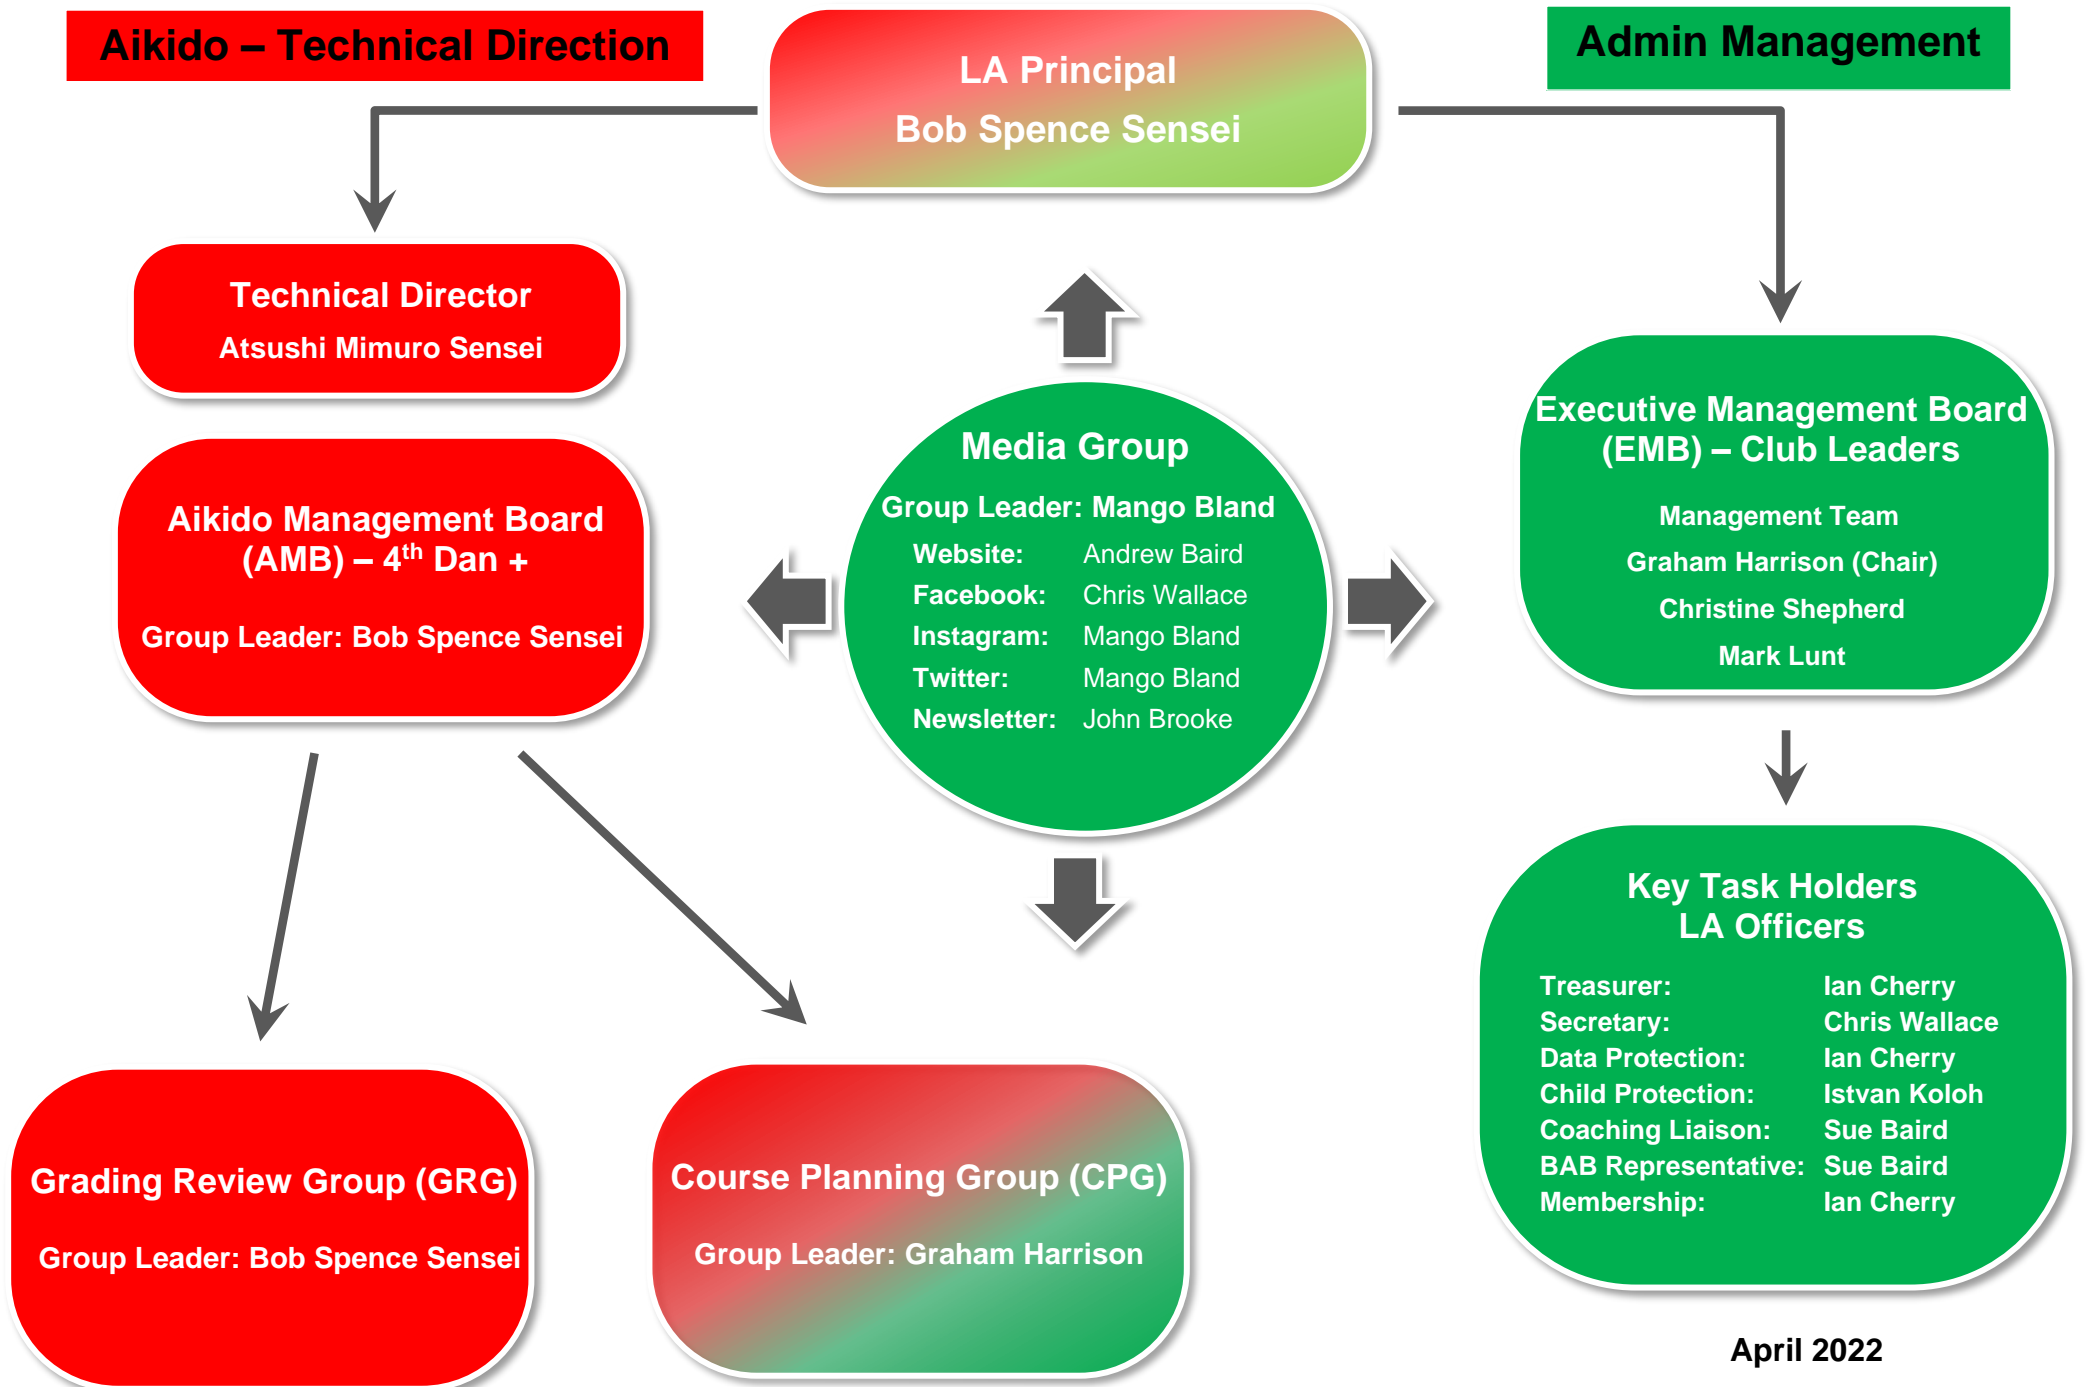 Aikido – Technical Direction
LA Principal
Bob Spence Sensei
Admin Management
Technical Director
Atsushi Mimuro Sensei
Aikido Management Board
(AMB) – 4th Dan +
Group Leader: Bob Spence Sensei
Media Group
Group Leader: Mango Bland
Website: Andrew Baird
Facebook: Chris Wallace
Instagram: Mango Bland
Twitter: Mango Bland
Newsletter: John Brooke
Executive Management Board
(EMB) – Club Leaders
Management Team
Graham Harrison (Chair)
Christine Shepherd
Mark Lunt
Key Task Holders
LA Officers
Treasurer: Ian Cherry
Secretary: Chris Wallace
Data Protection: Ian Cherry
Child Protection: Istvan Koloh
Coaching Liaison: Sue Baird
BAB Representative: Sue Baird
Membership: Ian Cherry
Grading Review Group (GRG)
Group Leader: Bob Spence Sensei
Course Planning Group (CPG)
Group Leader: Graham Harrison
April 2022